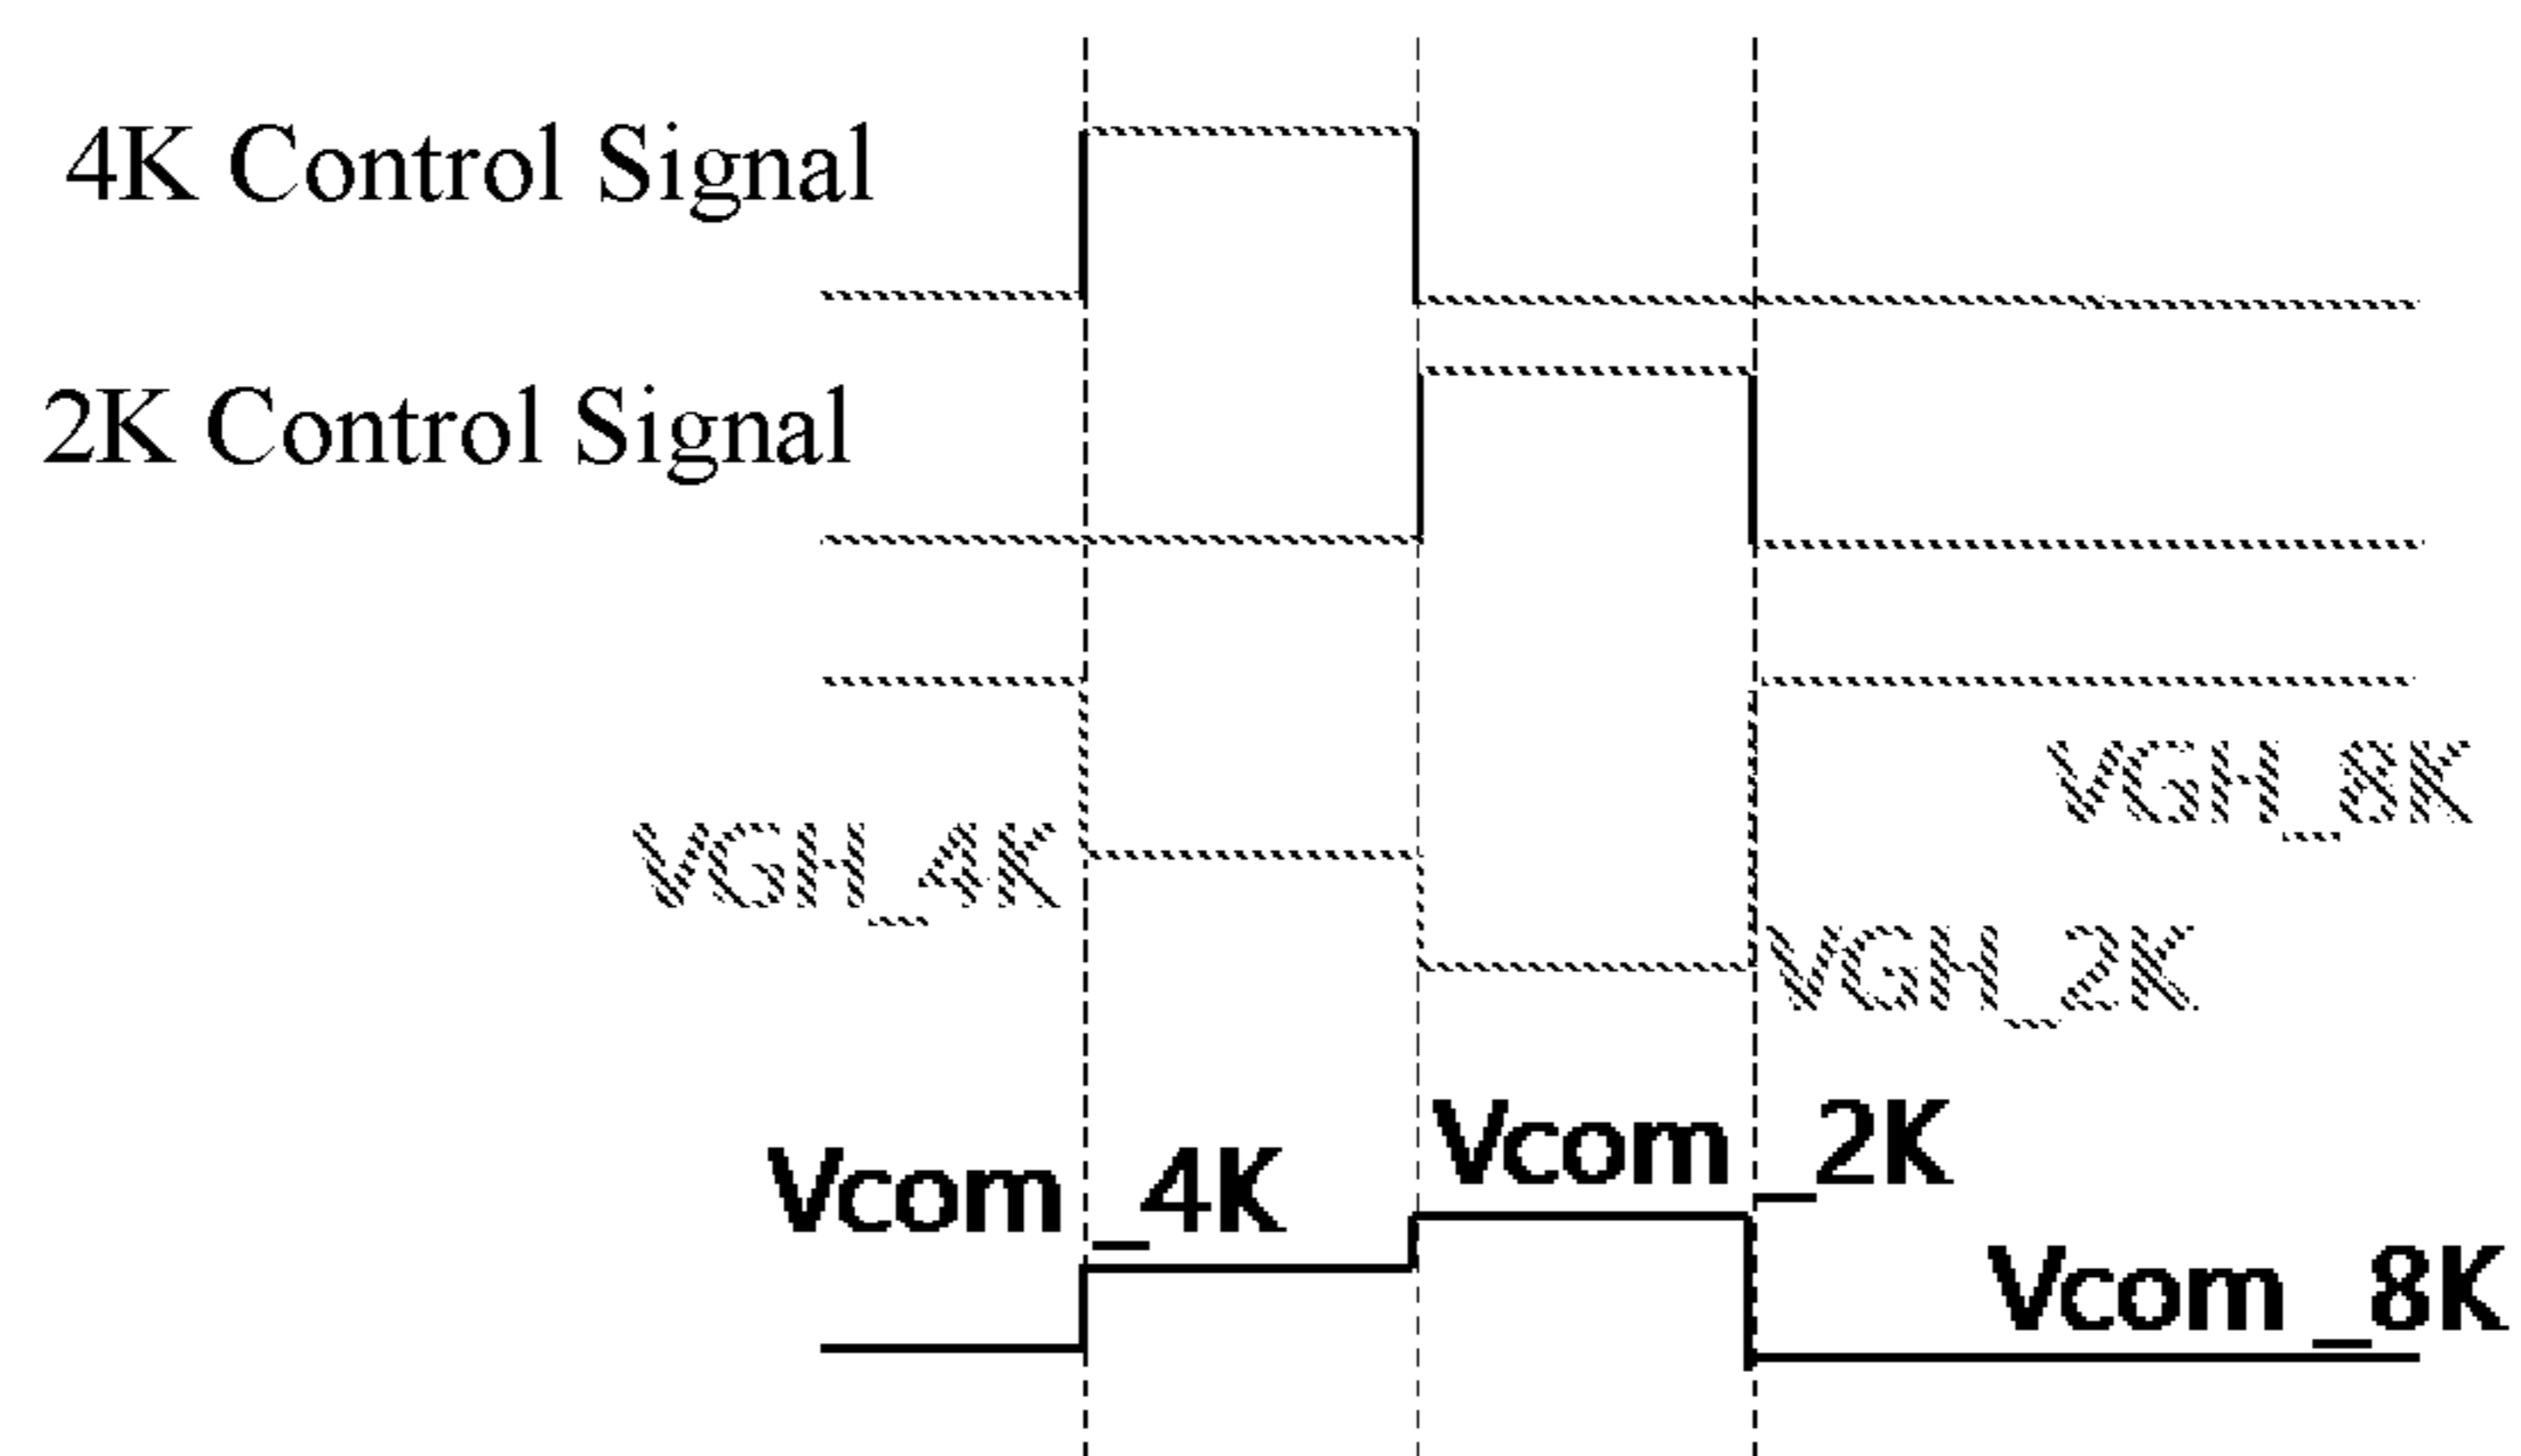 4K Control Signal
2K Control Signal
VGH_8K
VGH_4K
VGH_2K
Vcom_2K
Vcom_4K
Vcom_8K